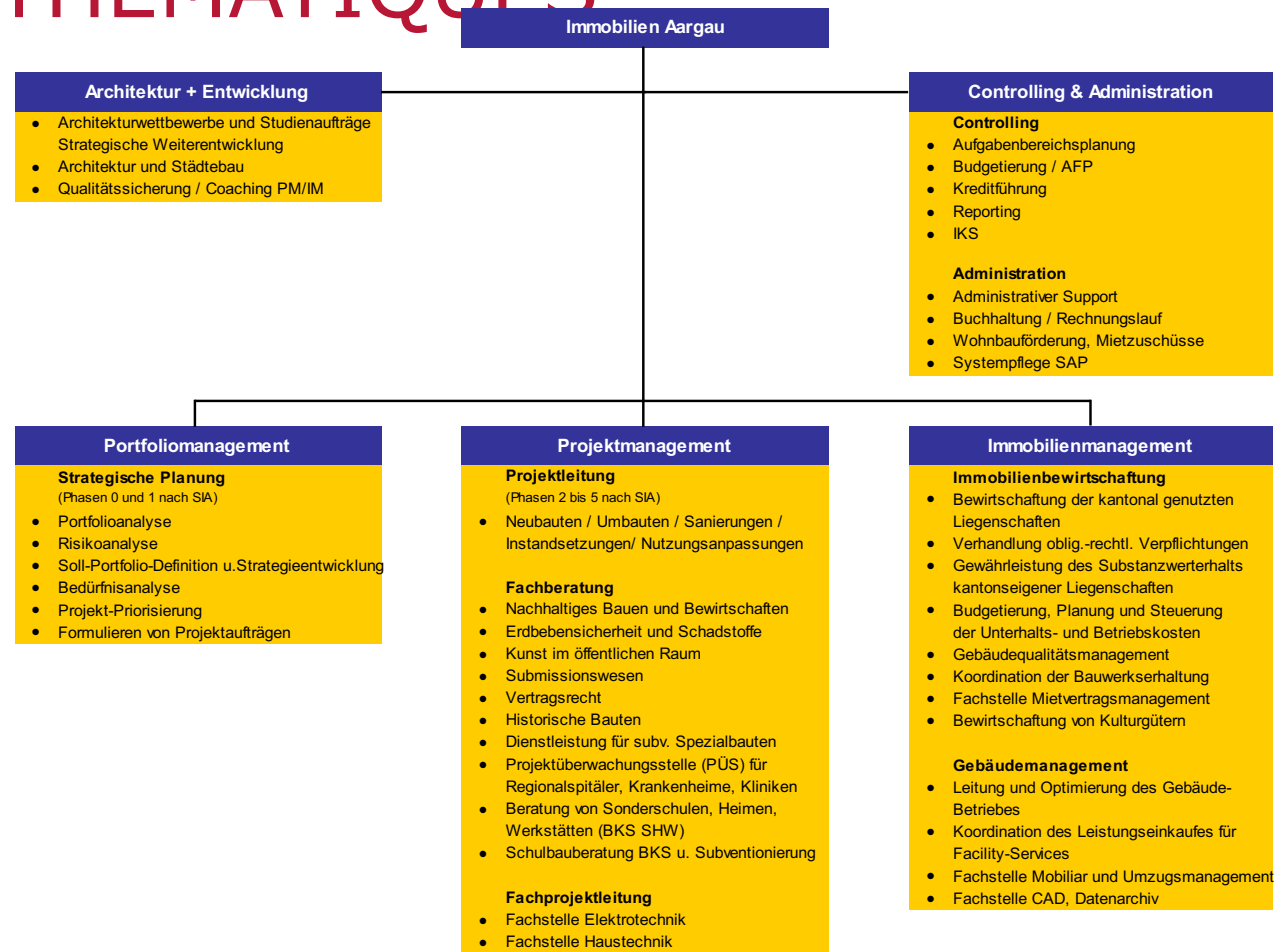 THÉMATIQUES
Immobilien Aargau
Architektur + Entwicklung
● Architekturwettbewerbe und Studienaufträge
Strategische Weiterentwicklung
● Architektur und Städtebau
● Qualitätssicherung / Coaching PM/IM
Controlling & Administration
Controlling
● Aufgabenbereichsplanung
● Budgetierung / AFP
● Kreditführung
● Reporting
● IKS
Administration
● Administrativer Support
● Buchhaltung / Rechnungslauf
● Wohnbauförderung, Mietzuschüsse
● Systempflege SAP
Portfoliomanagement
Strategische Planung
(Phasen 0 und 1 nach SIA)
● Portfolioanalyse
● Risikoanalyse
● Soll-Portfolio-Definition u.Strategieentwicklung
● Bedürfnisanalyse
● Projekt-Priorisierung
● Formulieren von Projektaufträgen
Projektmanagement
Projektleitung
(Phasen 2 bis 5 nach SIA)
● Neubauten / Umbauten / Sanierungen /
Instandsetzungen/ Nutzungsanpassungen
Fachberatung
● Nachhaltiges Bauen und Bewirtschaften
● Erdbebensicherheit und Schadstoffe
● Kunst im öffentlichen Raum
● Submissionswesen
● Vertragsrecht
● Historische Bauten
● Dienstleistung für subv. Spezialbauten
● Projektüberwachungsstelle (PÜS) für
Regionalspitäler, Krankenheime, Kliniken
● Beratung von Sonderschulen, Heimen,
Werkstätten (BKS SHW)
● Schulbauberatung BKS u. Subventionierung
Fachprojektleitung
● Fachstelle Elektrotechnik
● Fachstelle Haustechnik
Immobilienmanagement
Immobilienbewirtschaftung
● Bewirtschaftung der kantonal genutzten
Liegenschaften
● Verhandlung oblig.-rechtl. Verpflichtungen
● Gewährleistung des Substanzwerterhalts
kantonseigener Liegenschaften
● Budgetierung, Planung und Steuerung
der Unterhalts- und Betriebskosten
● Gebäudequalitätsmanagement
● Koordination der Bauwerkserhaltung
● Fachstelle Mietvertragsmanagement
● Bewirtschaftung von Kulturgütern
Gebäudemanagement
● Leitung und Optimierung des Gebäude-
Betriebes
● Koordination des Leistungseinkaufes für
Facility-Services
● Fachstelle Mobiliar und Umzugsmanagement
● Fachstelle CAD, Datenarchiv